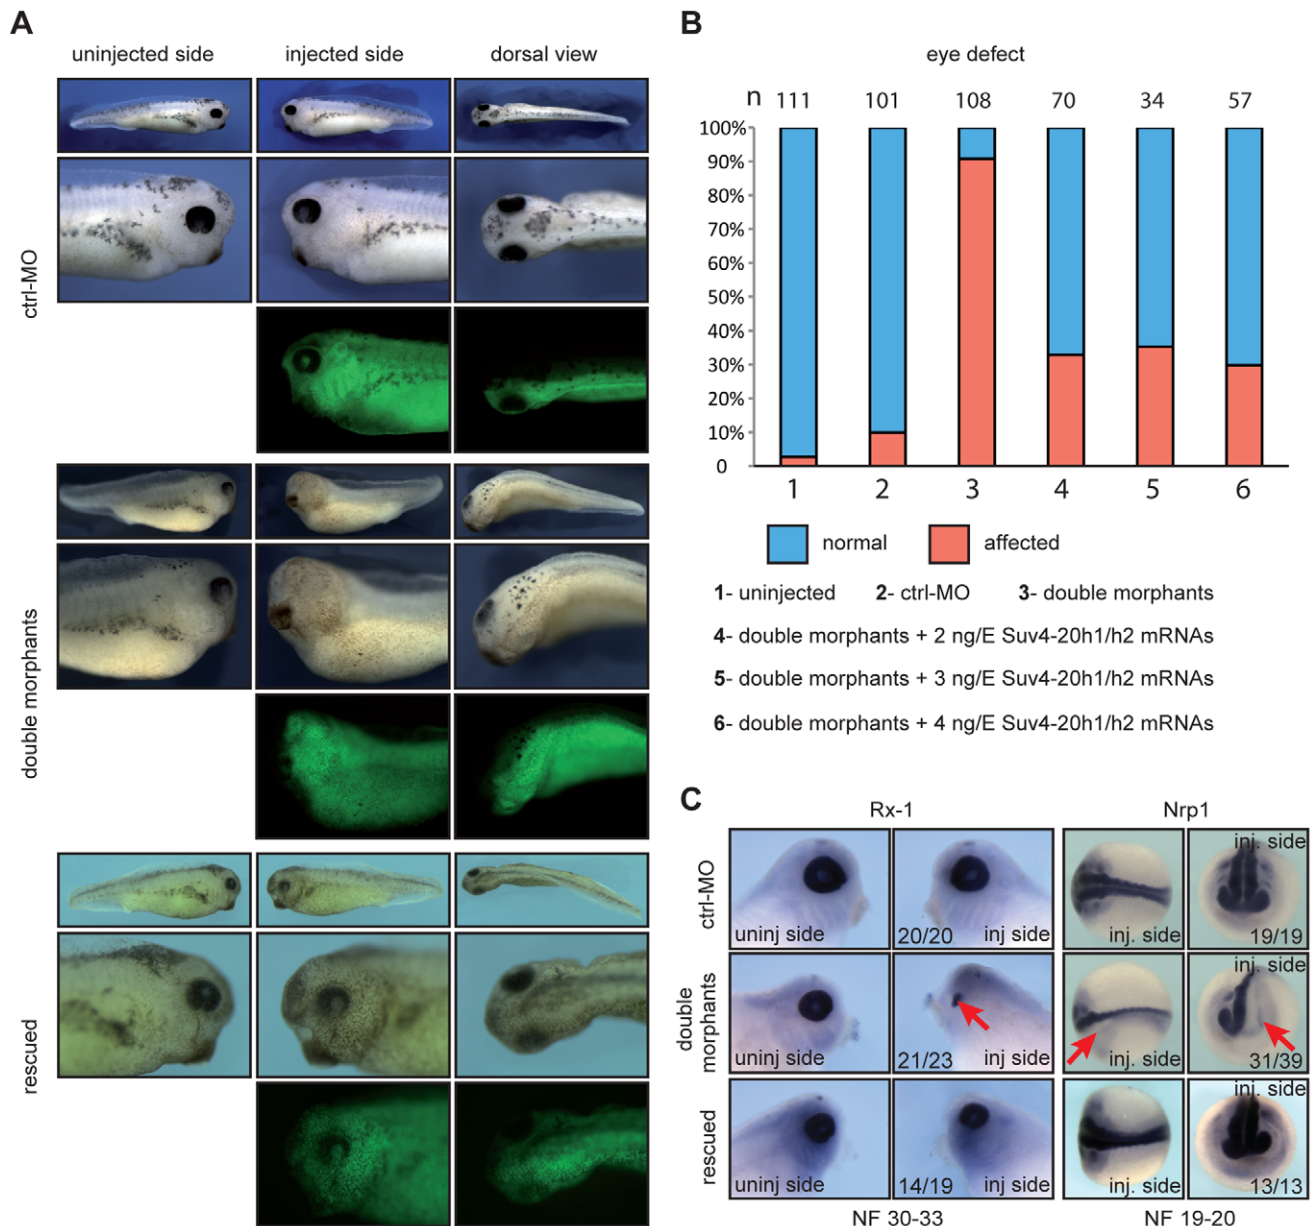 A
uninjected side injected side dorsal view
ctrl-MO
double morphants
rescued
B
eye defect
n 111 101 108 70 34 57
100%
90%
80%
70%
60%
50%
40%
30%
20%
10%
0
1 2 3 4 5 6
normal affected
1- uninjected 2- ctrl-MO 3- double morphants
4- double morphants + 2 ng/E Suv4-20h1/h2 mRNAs
5- double morphants + 3 ng/E Suv4-20h1/h2 mRNAs
6- double morphants + 4 ng/E Suv4-20h1/h2 mRNAs
C
Rx-1 Nrp1
ctrl-MO
inj. side
uninj side 20/20 inj side inj. side 19/19
double
morphants
inj. side
uninj side 21/23 inj side inj. side 31/39
rescued
inj. side
uninj side 14/19 inj side inj. side 13/13
NF 30-33 NF 19-20